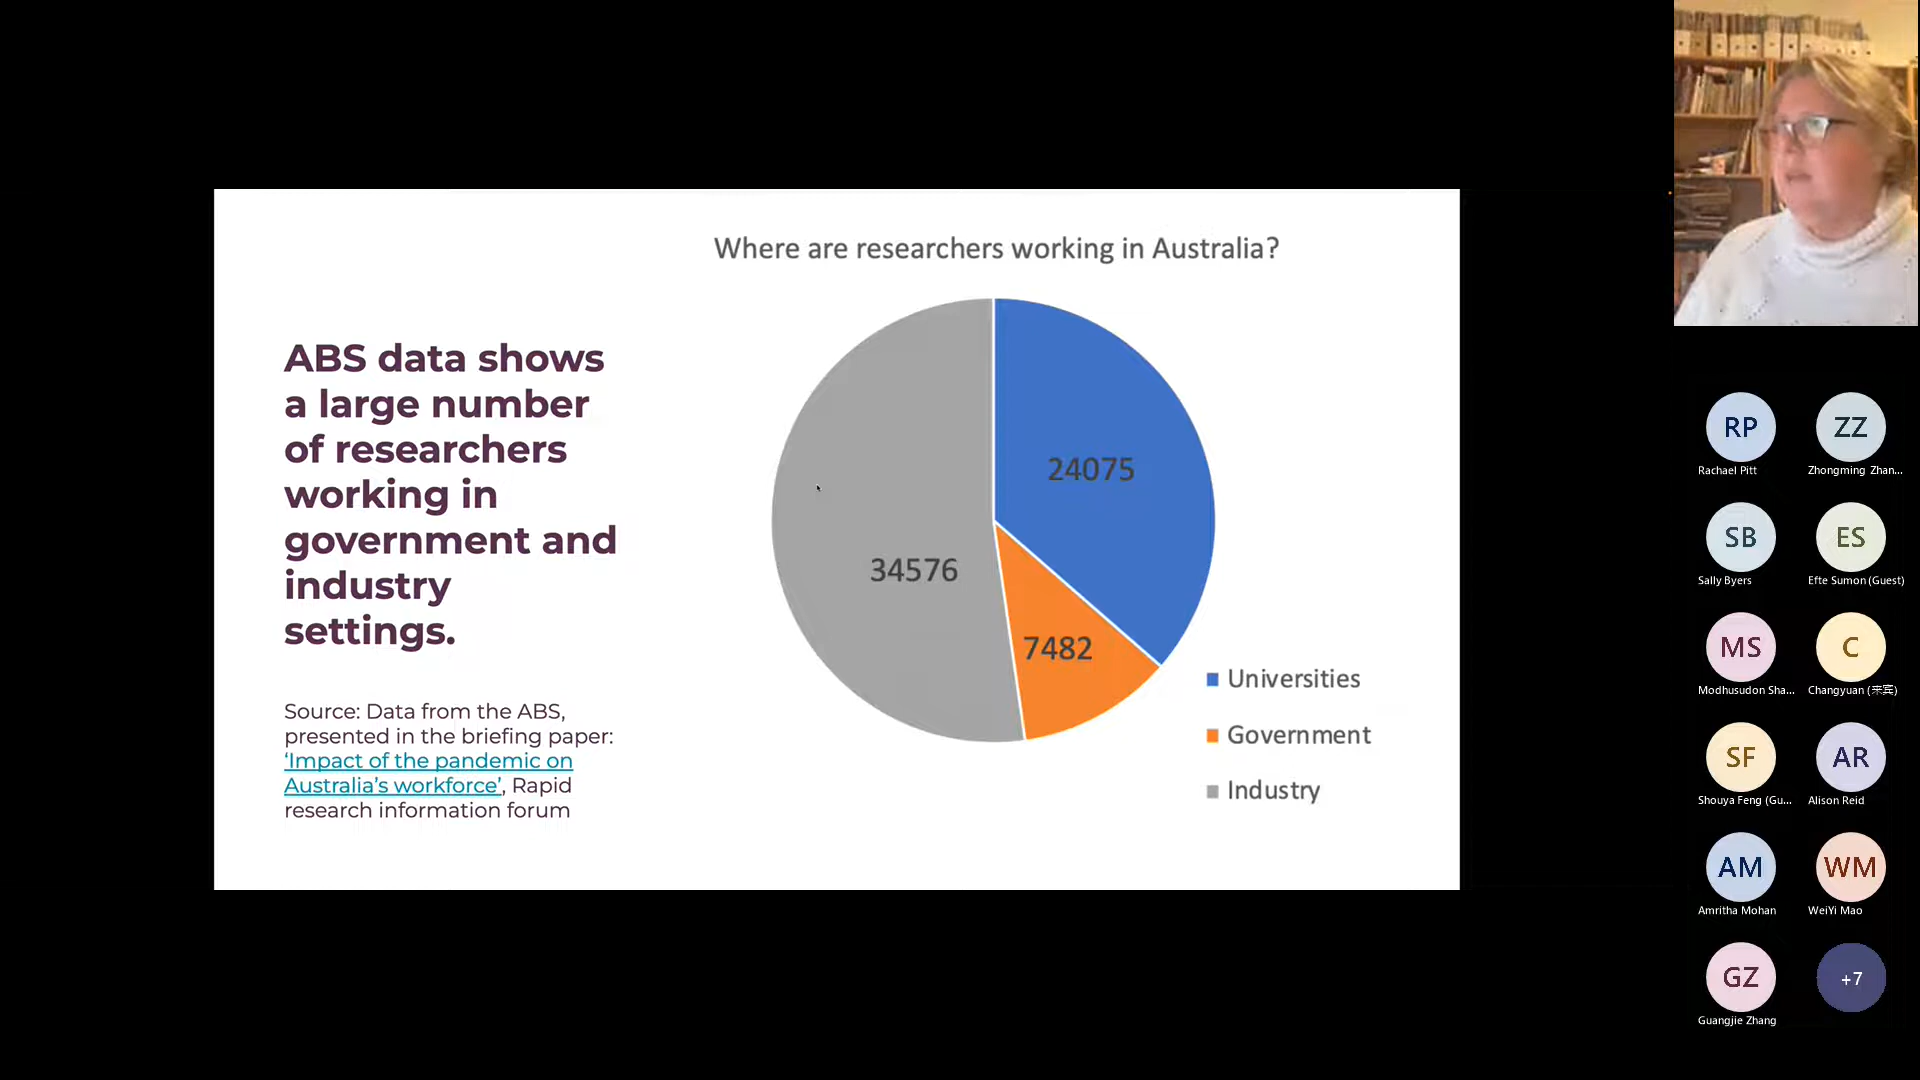 Where are researchers working in Australia?
ABS data shows
a large number
of researchers
working in
government and
industry
settings.
Source: Data from the ABS,
presented in the briefing paper:
‘Impact of the pandemic on
Australia’s workforce’, Rapid
research information forum
24075
34576
7482
Universities
Government
Industry
RP
ZZ
Rachael Pitt
Zhongming Zhan...
SB
ES
Sally Byers
Efte Sumon (Guest)
MS
C
Modhusudon Sha...
Changyuan (来宾)
SF
AR
Shouya Feng (Gu...
Alison Reid
AM
WM
Amritha Mohan
WeiYi Mao
GZ
+7
Guangjie Zhang